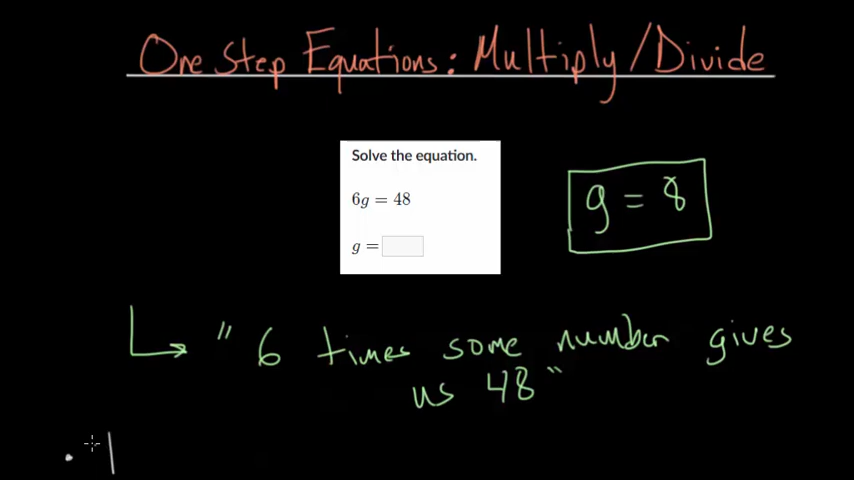 One Step Equations: Multiply/Divide
Solve the equation.
6g = 48
g =
g = 8
" 6 times some number gives
us 48"